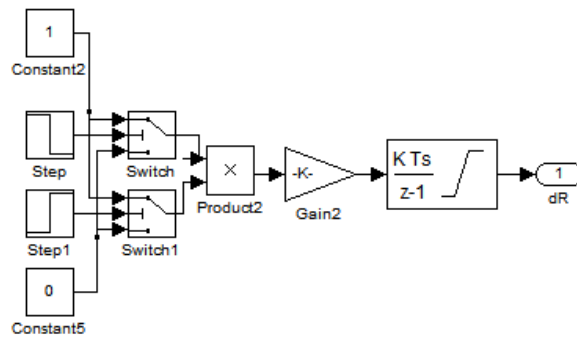 1
Constant2
Step
Switch
×
Product2
-K-
Gain2
K Ts
z-1
1
dR
Step1
Switch1
0
Constant5